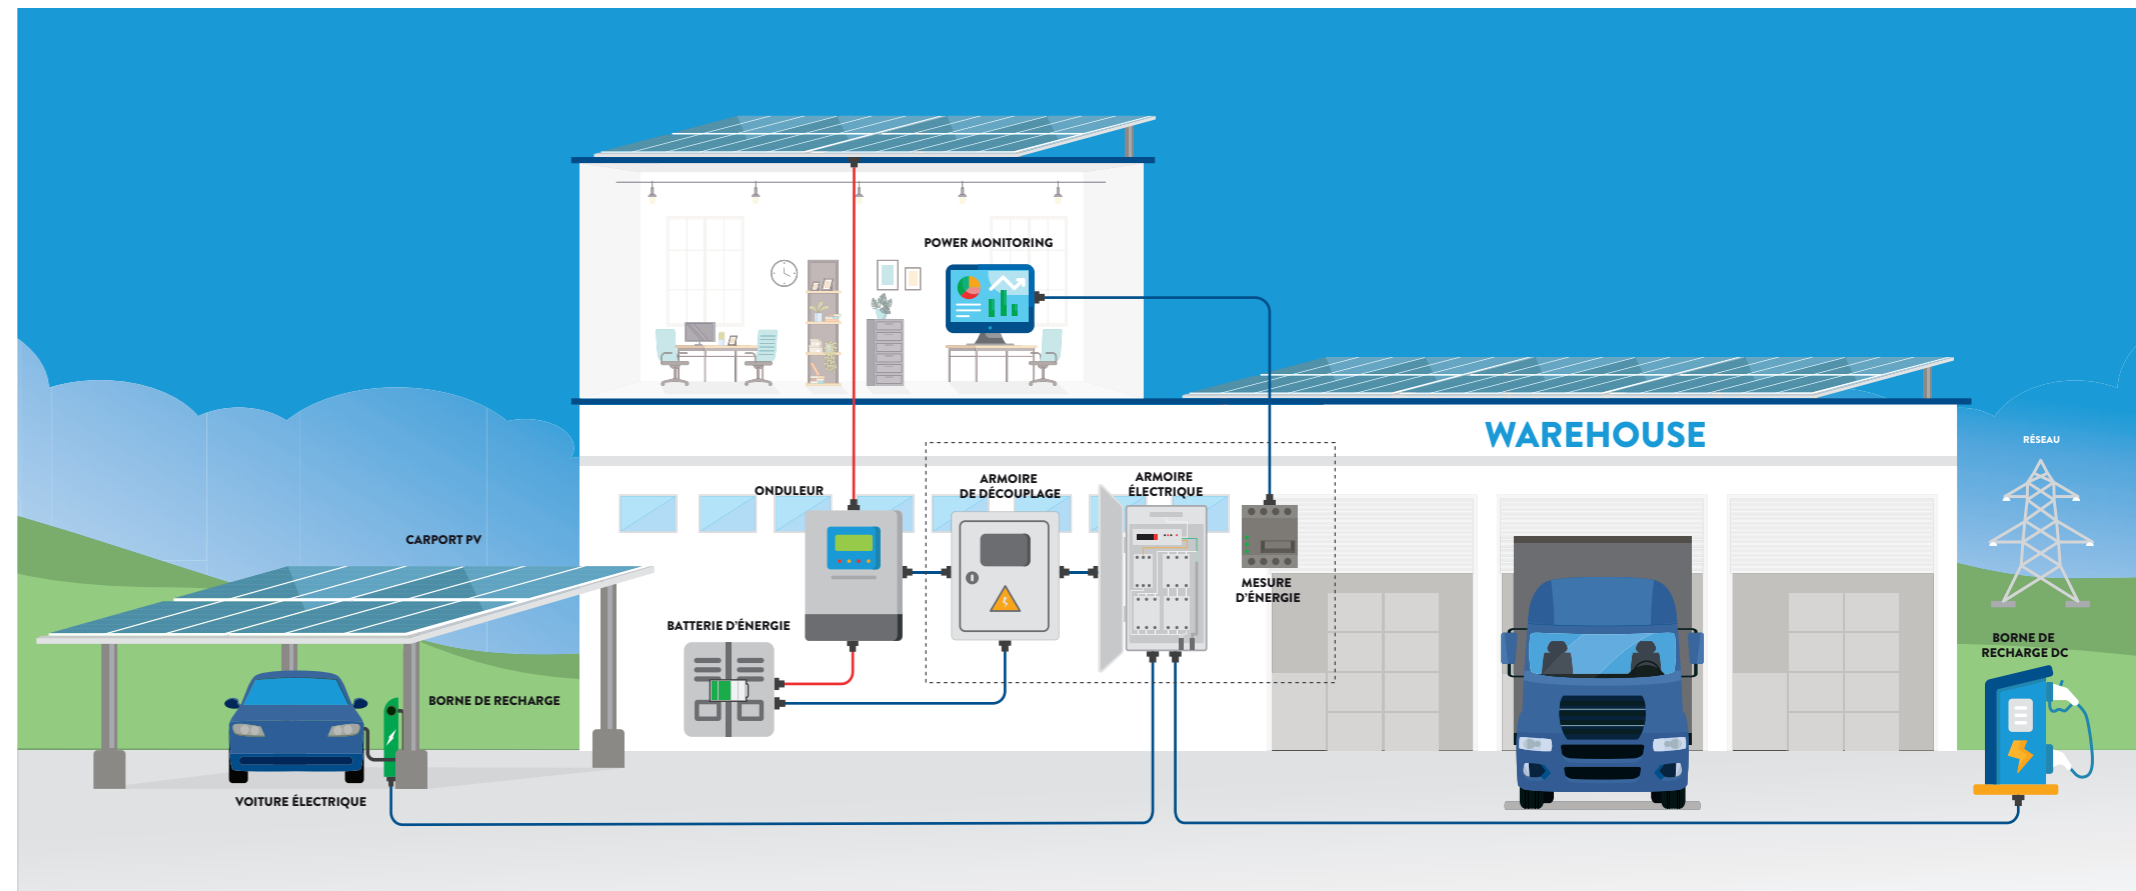 POWER MONITORING
WAREHOUSE
RÉSEAU
ONDULEUR
ARMOIRE
DE DÉCOUPLAGE
ARMOIRE
ÉLECTRIQUE
CARPORT PV
MESURE
D'ÉNERGIE
BATTERIE D'ÉNERGIE
BORNE DE
RECHARGE DC
BORNE DE RECHARGE
VOITURE ÉLECTRIQUE